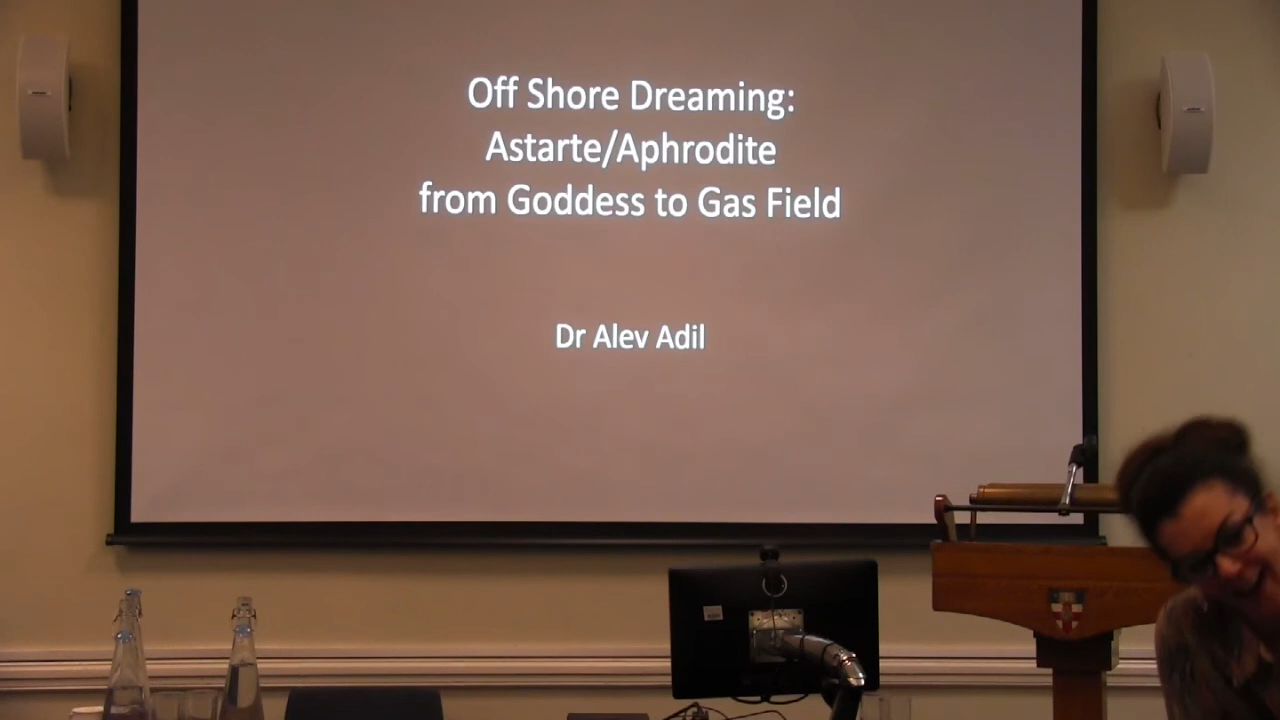 Off Shore Dreaming:
Astarte/Aphrodite
from Goddess to Gas Field
Dr Alev Adil